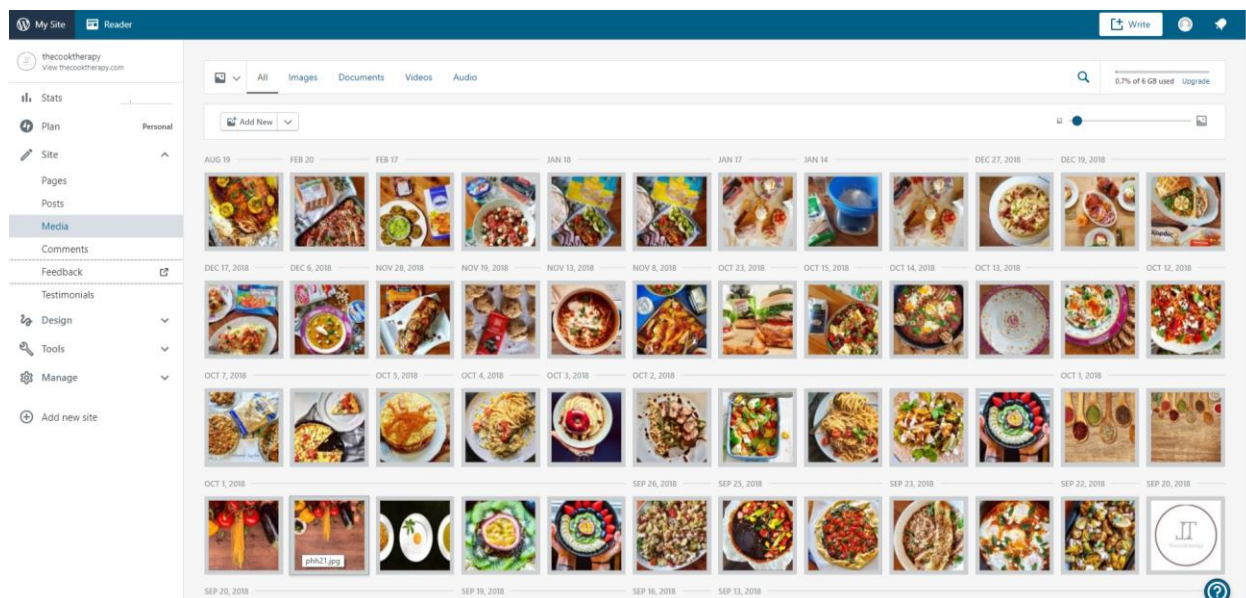 My Site
Reader
Write
thecooktherapy
View thecooktherapy.com
All Images Documents Videos Audio
0.7% of 6 GB used Upgrade
Stats
Plan Personal
Add New
Site
Pages
Posts
Media
Comments
Feedback
Testimonials
Design
Tools
Manage
Add new site
AUG 19 FEB 20 FEB 17 JAN 18 JAN 17 JAN 14 DEC 27, 2018 DEC 19, 2018
DEC 17, 2018 DEC 6, 2018 NOV 28, 2018 NOV 19, 2018 NOV 13, 2018 NOV 8, 2018 OCT 23, 2018 OCT 15, 2018 OCT 14, 2018 OCT 13, 2018 OCT 12, 2018
OCT 7, 2018 OCT 5, 2018 OCT 4, 2018 OCT 3, 2018 OCT 2, 2018 OCT 1, 2018
OCT 1, 2018 SEP 26, 2018 SEP 25, 2018 SEP 23, 2018 SEP 22, 2018 SEP 20, 2018
phh21.jpg
SEP 20, 2018 SEP 19, 2018 SEP 16, 2018 SEP 13, 2018